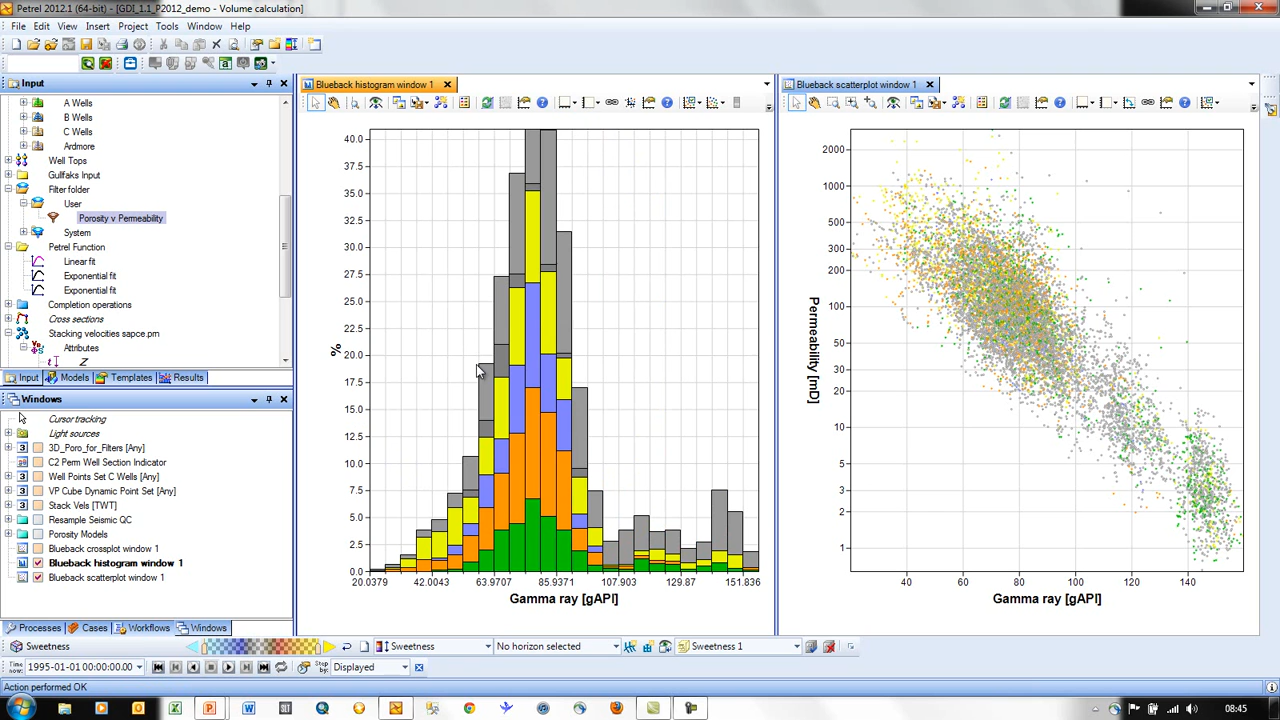 Petrel 2012.1 (64-bit) - [GDI_1.1_P2012_demo - Volume calculation]
File Edit View Insert Project Tools Window Help
Input
A Wells
B Wells
C Wells
Ardmore
Well Tops
Gullfaks Input
Filter folder
User
Porosity v Permeability
System
Petrel Function
Linear fit
Exponential fit
Exponential fit
Completion operations
Cross sections
Stacking velocities sapce.pm
Attributes
Z
Input Models Templates Results
Windows
Cursor tracking
Light sources
3D_Poro_for_Filters [Any]
C2 Perm Well Section Indicator
Well Points Set C Wells [Any]
VP Cube Dynamic Point Set [Any]
Stack Vels [TWT]
Resample Seismic QC
Porosity Models
Blueback crossplot window 1
Blueback histogram window 1
Blueback scatterplot window 1
Processes Cases Workflows Windows
Blueback histogram window 1
40.0
37.5
35.0
32.5
30.0
27.5
25.0
22.5
20.0
17.5
15.0
12.5
10.0
7.5
5.0
2.5
0.0
%
20.0379 42.0043 63.9707 85.9371 107.903 129.87 151.836
Gamma ray [gAPI]
Blueback scatterplot window 1
2000
1000
500
300
200
100
50
30
20
10
5
3
2
1
Permeability [mD]
40 60 80 100 120 140
Gamma ray [gAPI]
Sweetness Sweetness No horizon selected Sweetness 1
Time now: 1995-01-01 00:00:00.00 Step by: Displayed
Action performed OK
08:45